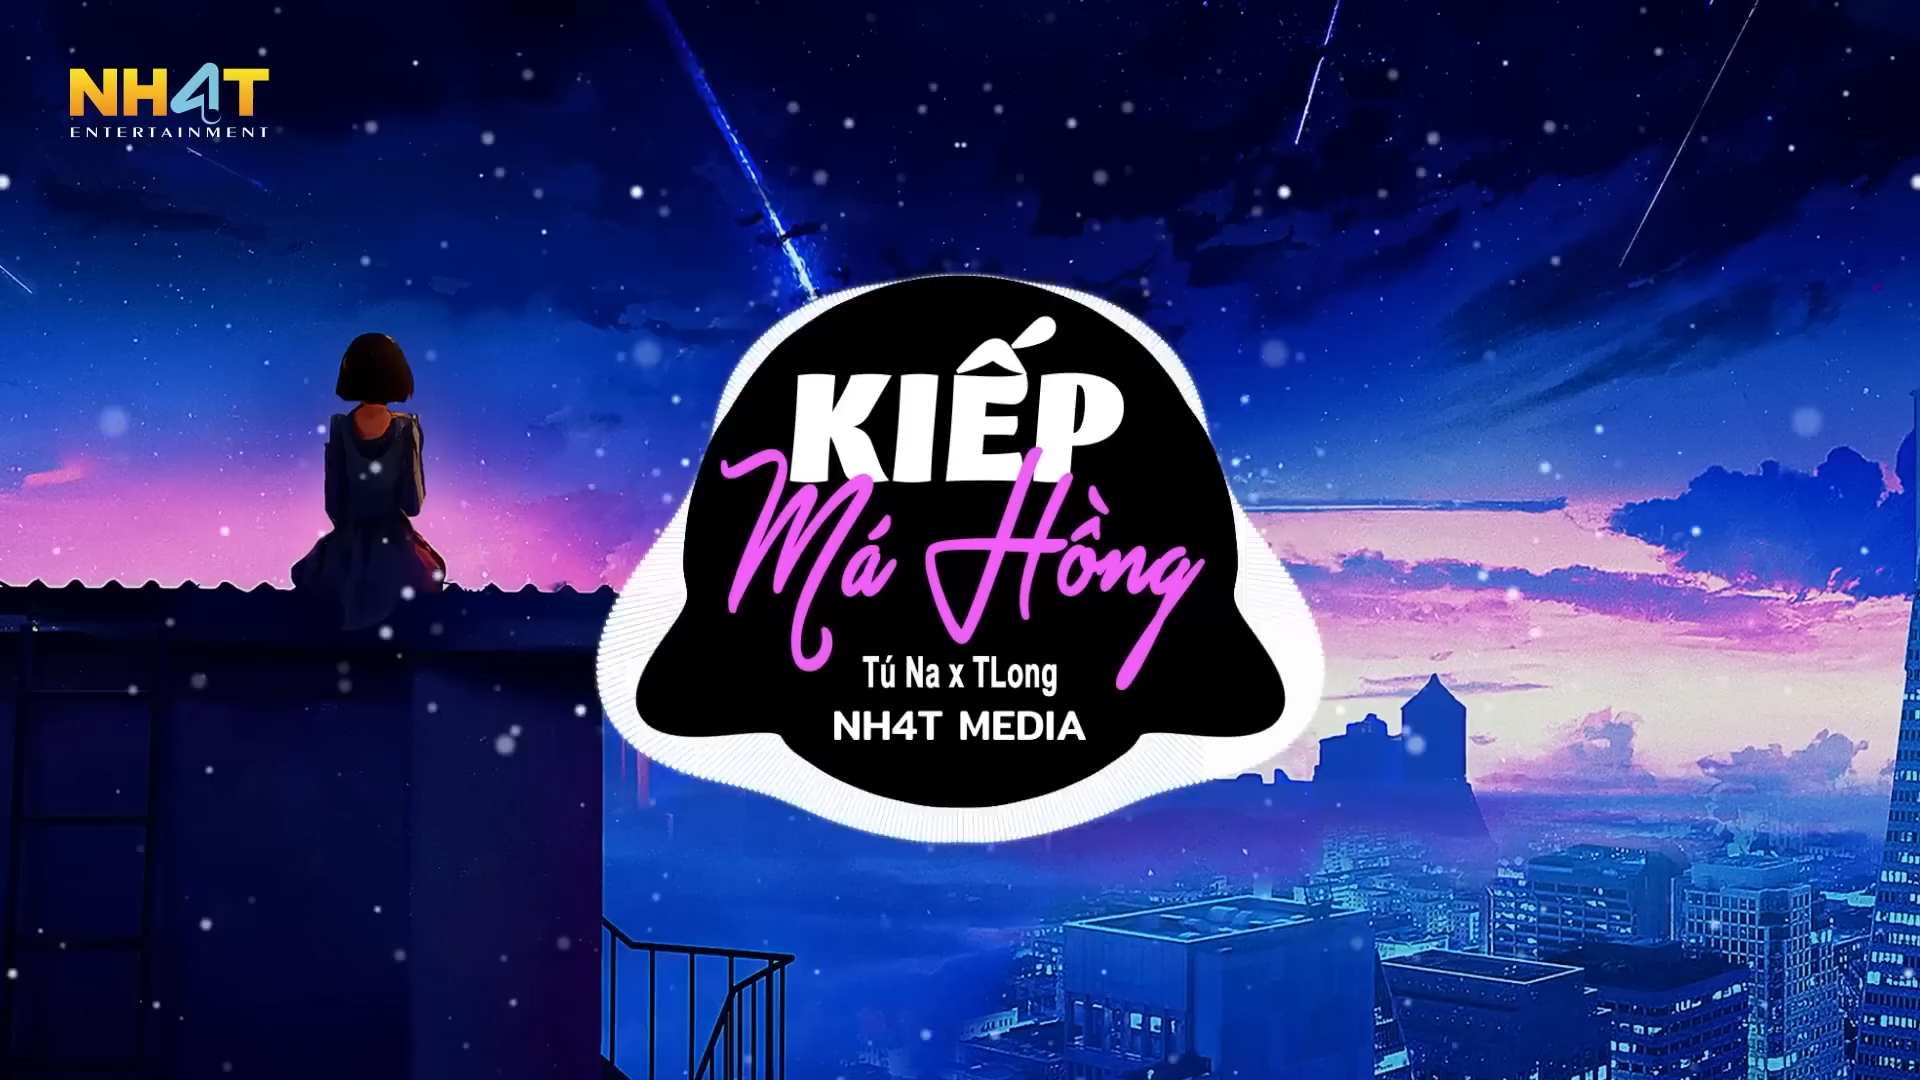 NH4T
ENTERTAINMENT
KIẾP
Má Hồng
Tú Na x TLong
NH4T MEDIA